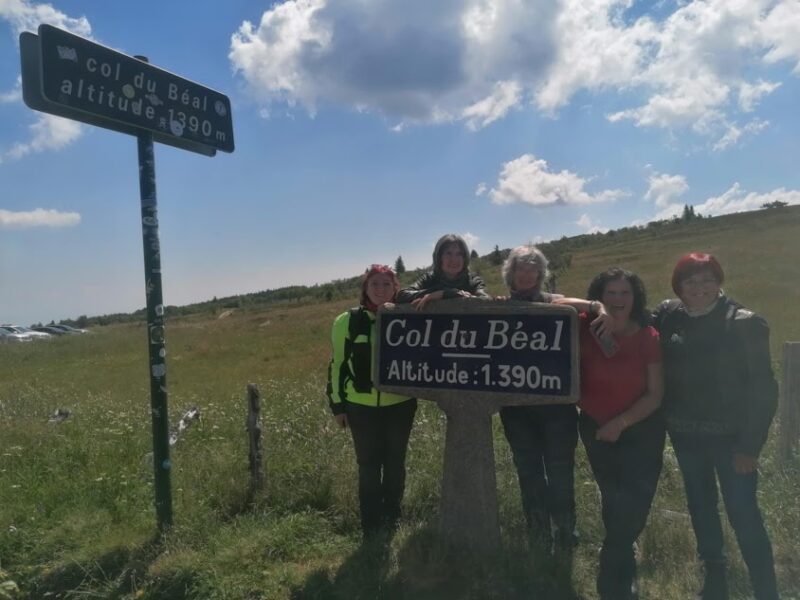 col du Béal
altitude 1390 m
Col du Béal
Altitude : 1.390m